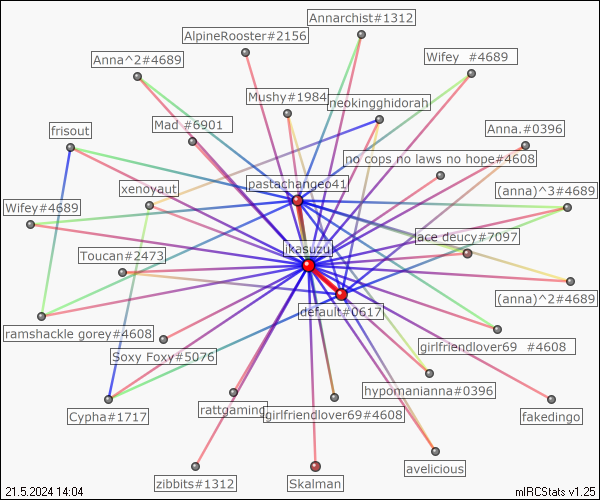 Annarchist#1312
AlpineRooster#2156
Anna^2#4689
Wifey #4689
Mushy#1984
neokingghidorah
Mad #6901
frisout
Anna.#0396
no cops no laws no hope#4608
pastachangeo41
xenoyaut
(anna)^3#4689
Wifey#4689
ace deucy#7097
jkasuzu
Toucan#2473
(anna)^2#4689
default#0617
ramshackle gorey#4608
girlfriendlover69 #4608
Soxy Foxy#5076
hypomanianna#0396
Cypha#1717
rattgaming
girlfriendlover69#4608
fakedingo
avelicious
zibbits#1312
Skalman
21.5.2024 14:04
mIRCStats v1.25